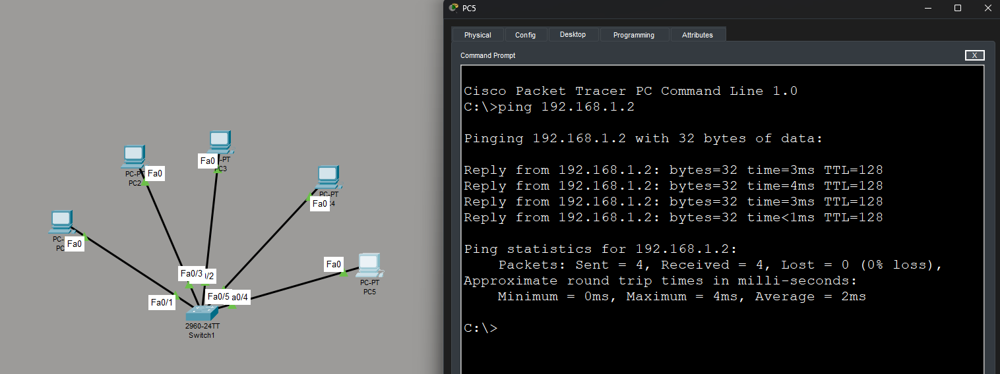 PC5
Physical
Config
Desktop
Programming
Attributes
Command Prompt
X
Cisco Packet Tracer PC Command Line 1.0
C:\>ping 192.168.1.2
Pinging 192.168.1.2 with 32 bytes of data:
Reply from 192.168.1.2: bytes=32 time=3ms TTL=128
Reply from 192.168.1.2: bytes=32 time=4ms TTL=128
Reply from 192.168.1.2: bytes=32 time=3ms TTL=128
Reply from 192.168.1.2: bytes=32 time<1ms TTL=128
Ping statistics for 192.168.1.2:
Packets: Sent = 4, Received = 4, Lost = 0 (0% loss),
Approximate round trip times in milli-seconds:
Minimum = 0ms, Maximum = 4ms, Average = 2ms
C:\>
Fa0
-PT
C3
PC-PT
Fa0
PC2
PC-PT
Fa0
:4
PC-
Fa0
PC
Fa0
PC-PT
PC5
Fa0/3
)/2
Fa0/5
a0/4
Fa0/1
2960-24TT
Switch1